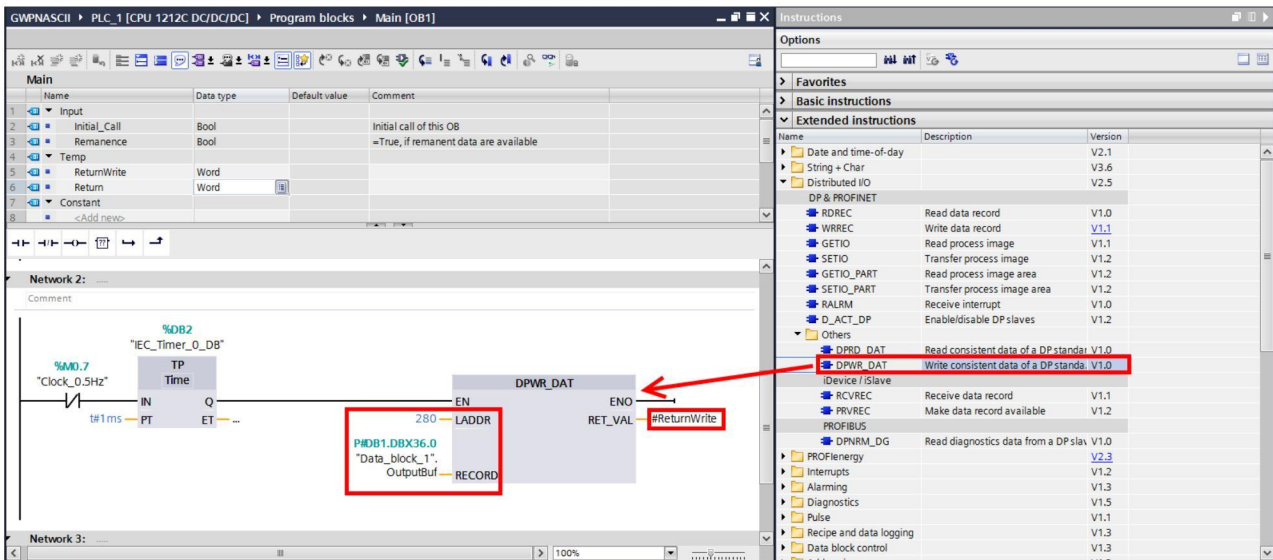 GWPNASCII ▸ PLC_1 [CPU 1212C DC/DC/DC] ▸ Program blocks ▸ Main [OB1]
Main
Name Data type Default value Comment
1 Input
2 Initial_Call Bool Initial call of this OB
3 Remanence Bool =True, if remanent data are available
4 Temp
5 ReturnWrite Word
6 Return Word
7 Constant
8 <Add new>
Network 2:
Comment
%DB2
"IEC_Timer_0_DB"
%M0.7
"Clock_0.5Hz"
TP
Time
IN Q
t#1ms PT ET ...
DPWR_DAT
EN ENO
280 LADDR RET_VAL #ReturnWrite
P#DB1.DBX36.0
"Data_block_1".
OutputBuf RECORD
Network 3:
100%
Instructions
Options
Favorites
Basic instructions
Extended instructions
Name Description Version
Date and time-of-day V2.1
String + Char V3.6
Distributed I/O V2.5
DP & PROFINET
RDREC Read data record V1.0
WRREC Write data record V1.1
GETIO Read process image V1.1
SETIO Transfer process image V1.2
GETIO_PART Read process image area V1.2
SETIO_PART Transfer process image area V1.2
RALRM Receive interrupt V1.0
D_ACT_DP Enable/disable DP slaves V1.2
Others
DPRD_DAT Read consistent data of a DP standar V1.0
DPWR_DAT Write consistent data of a DP standa. V1.0
iDevice / iSlave
RCVREC Receive data record V1.1
PRVREC Make data record available V1.2
PROFIBUS
DPNRM_DG Read diagnostics data from a DP slav V1.0
PROFIenergy V2.3
Interrupts V1.2
Alarming V1.3
Diagnostics V1.5
Pulse V1.1
Recipe and data logging V1.3
Data block control V1.3